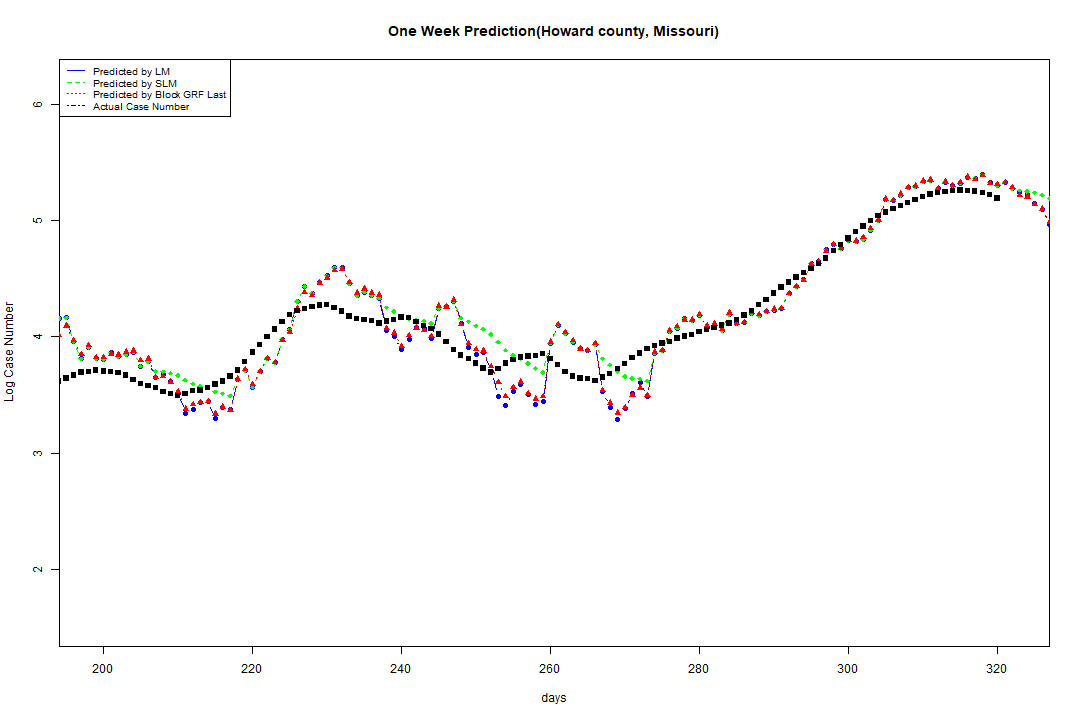 One Week Prediction(Howard county, Missouri)
Predicted by LM
Predicted by SLM
Predicted by Block GRF Last
Actual Case Number
6
5
4
3
2
Log Case Number
200 220 240 260 280 300 320
days